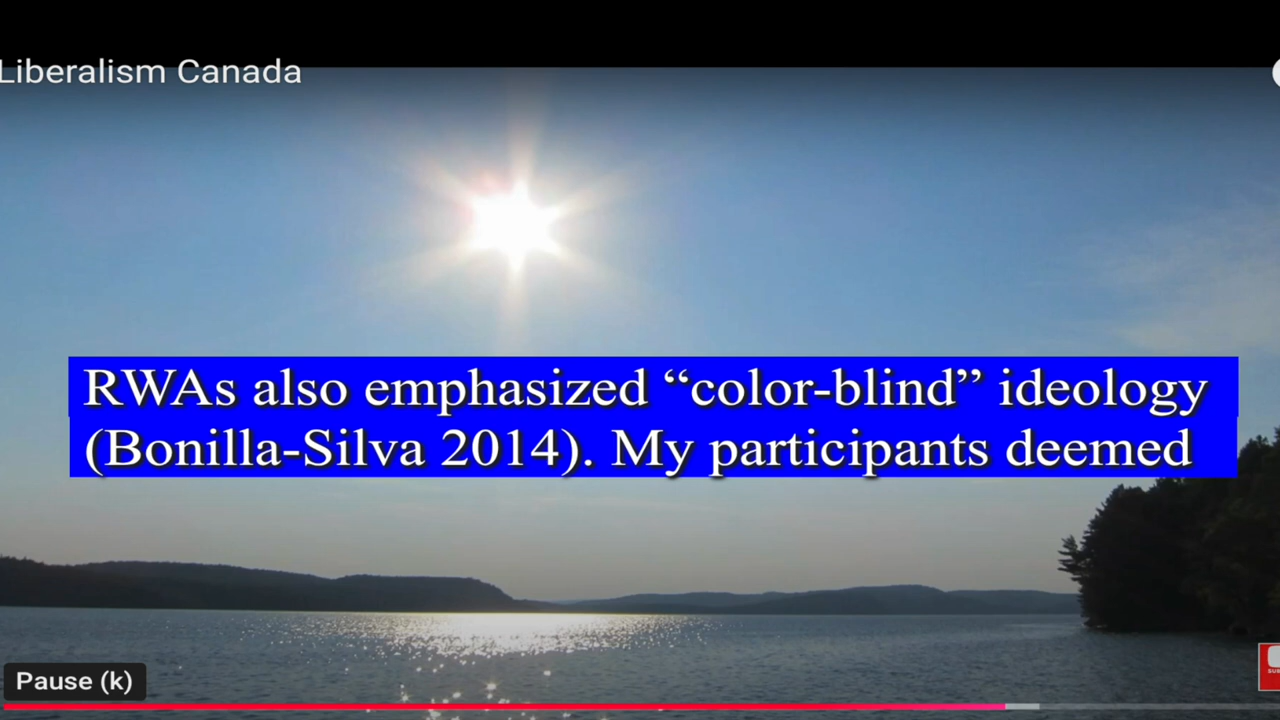 Liberalism Canada
RWAs also emphasized “color-blind” ideology
(Bonilla-Silva 2014). My participants deemed
Pause (k)